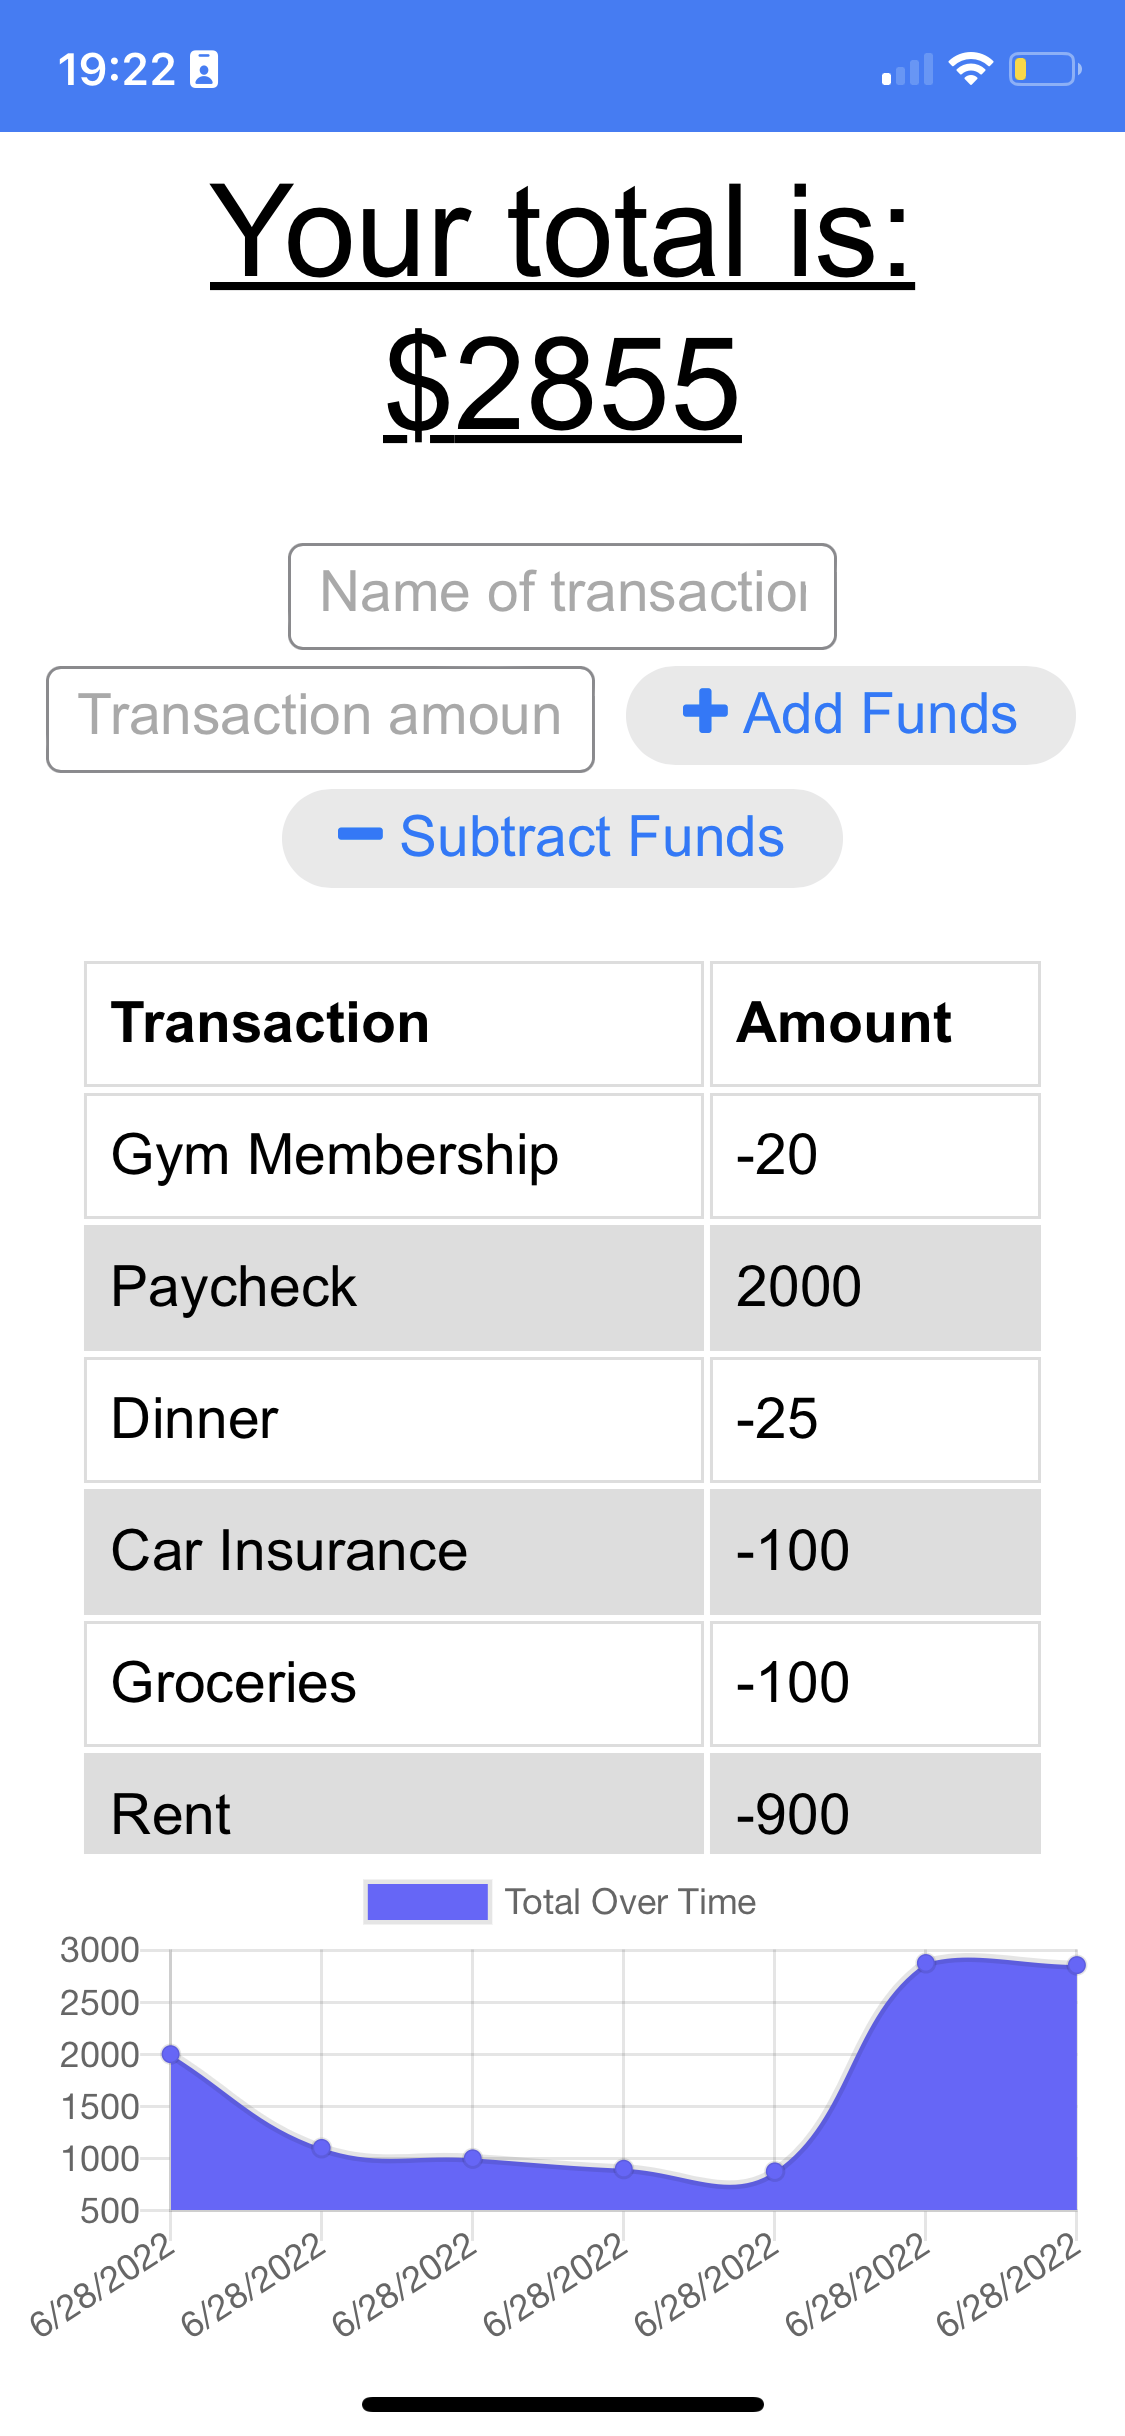 19:22
Your total is:
$2855
Name of transaction
Transaction amoun
Add Funds
Subtract Funds
Transaction Amount
Gym Membership -20
Paycheck 2000
Dinner -25
Car Insurance -100
Groceries -100
Rent -900
Total Over Time
3000
2500
2000
1500
1000
500
6/28/2022 6/28/2022 6/28/2022 6/28/2022 6/28/2022 6/28/2022 6/28/2022